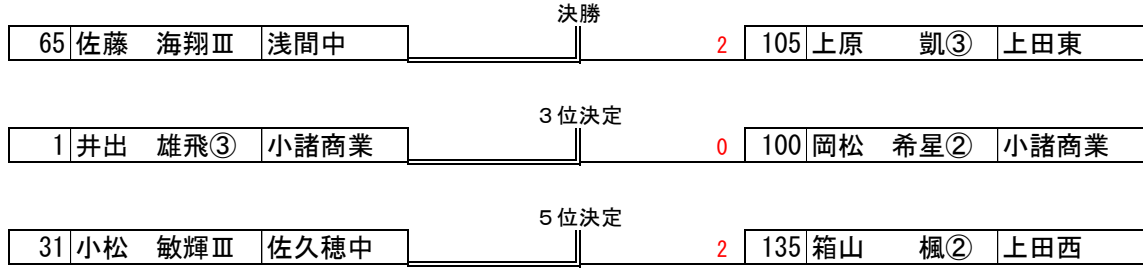 決勝
65 佐藤　海翔Ⅲ 浅間中 2 105 上原　　凱③ 上田東
３位決定
1 井出　雄飛③ 小諸商業 0 100 岡松　希星② 小諸商業
５位決定
31 小松　敏輝Ⅲ 佐久穂中 2 135 箱山　　楓② 上田西